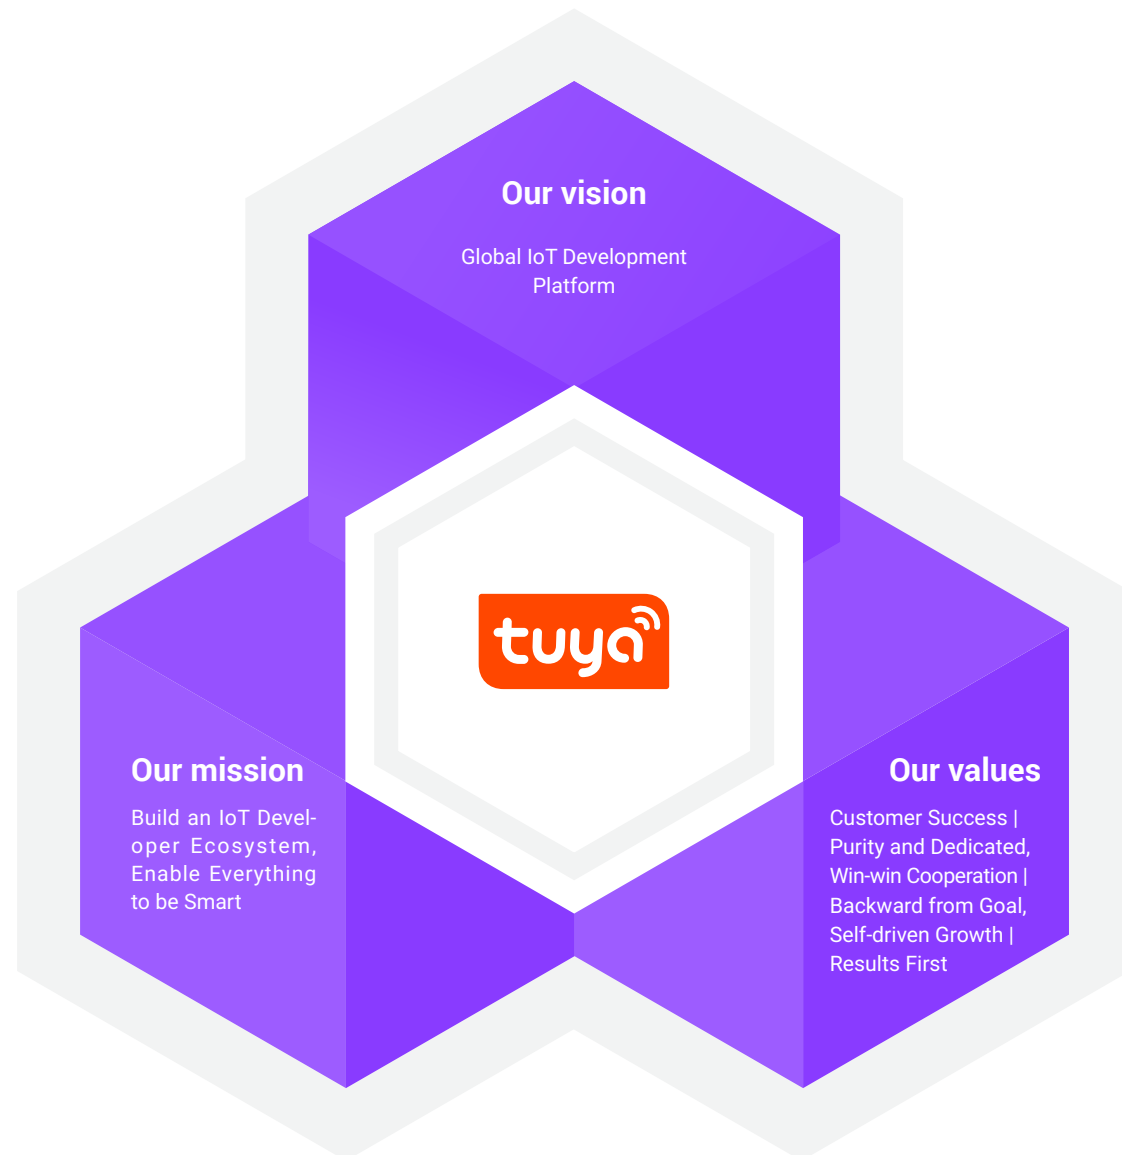 Our vision
Global IoT Development
Platform
tuya
Our mission
Build an IoT Devel-
oper Ecosystem,
Enable Everything
to be Smart
Our values
Customer Success |
Purity and Dedicated,
Win-win Cooperation |
Backward from Goal,
Self-driven Growth |
Results First